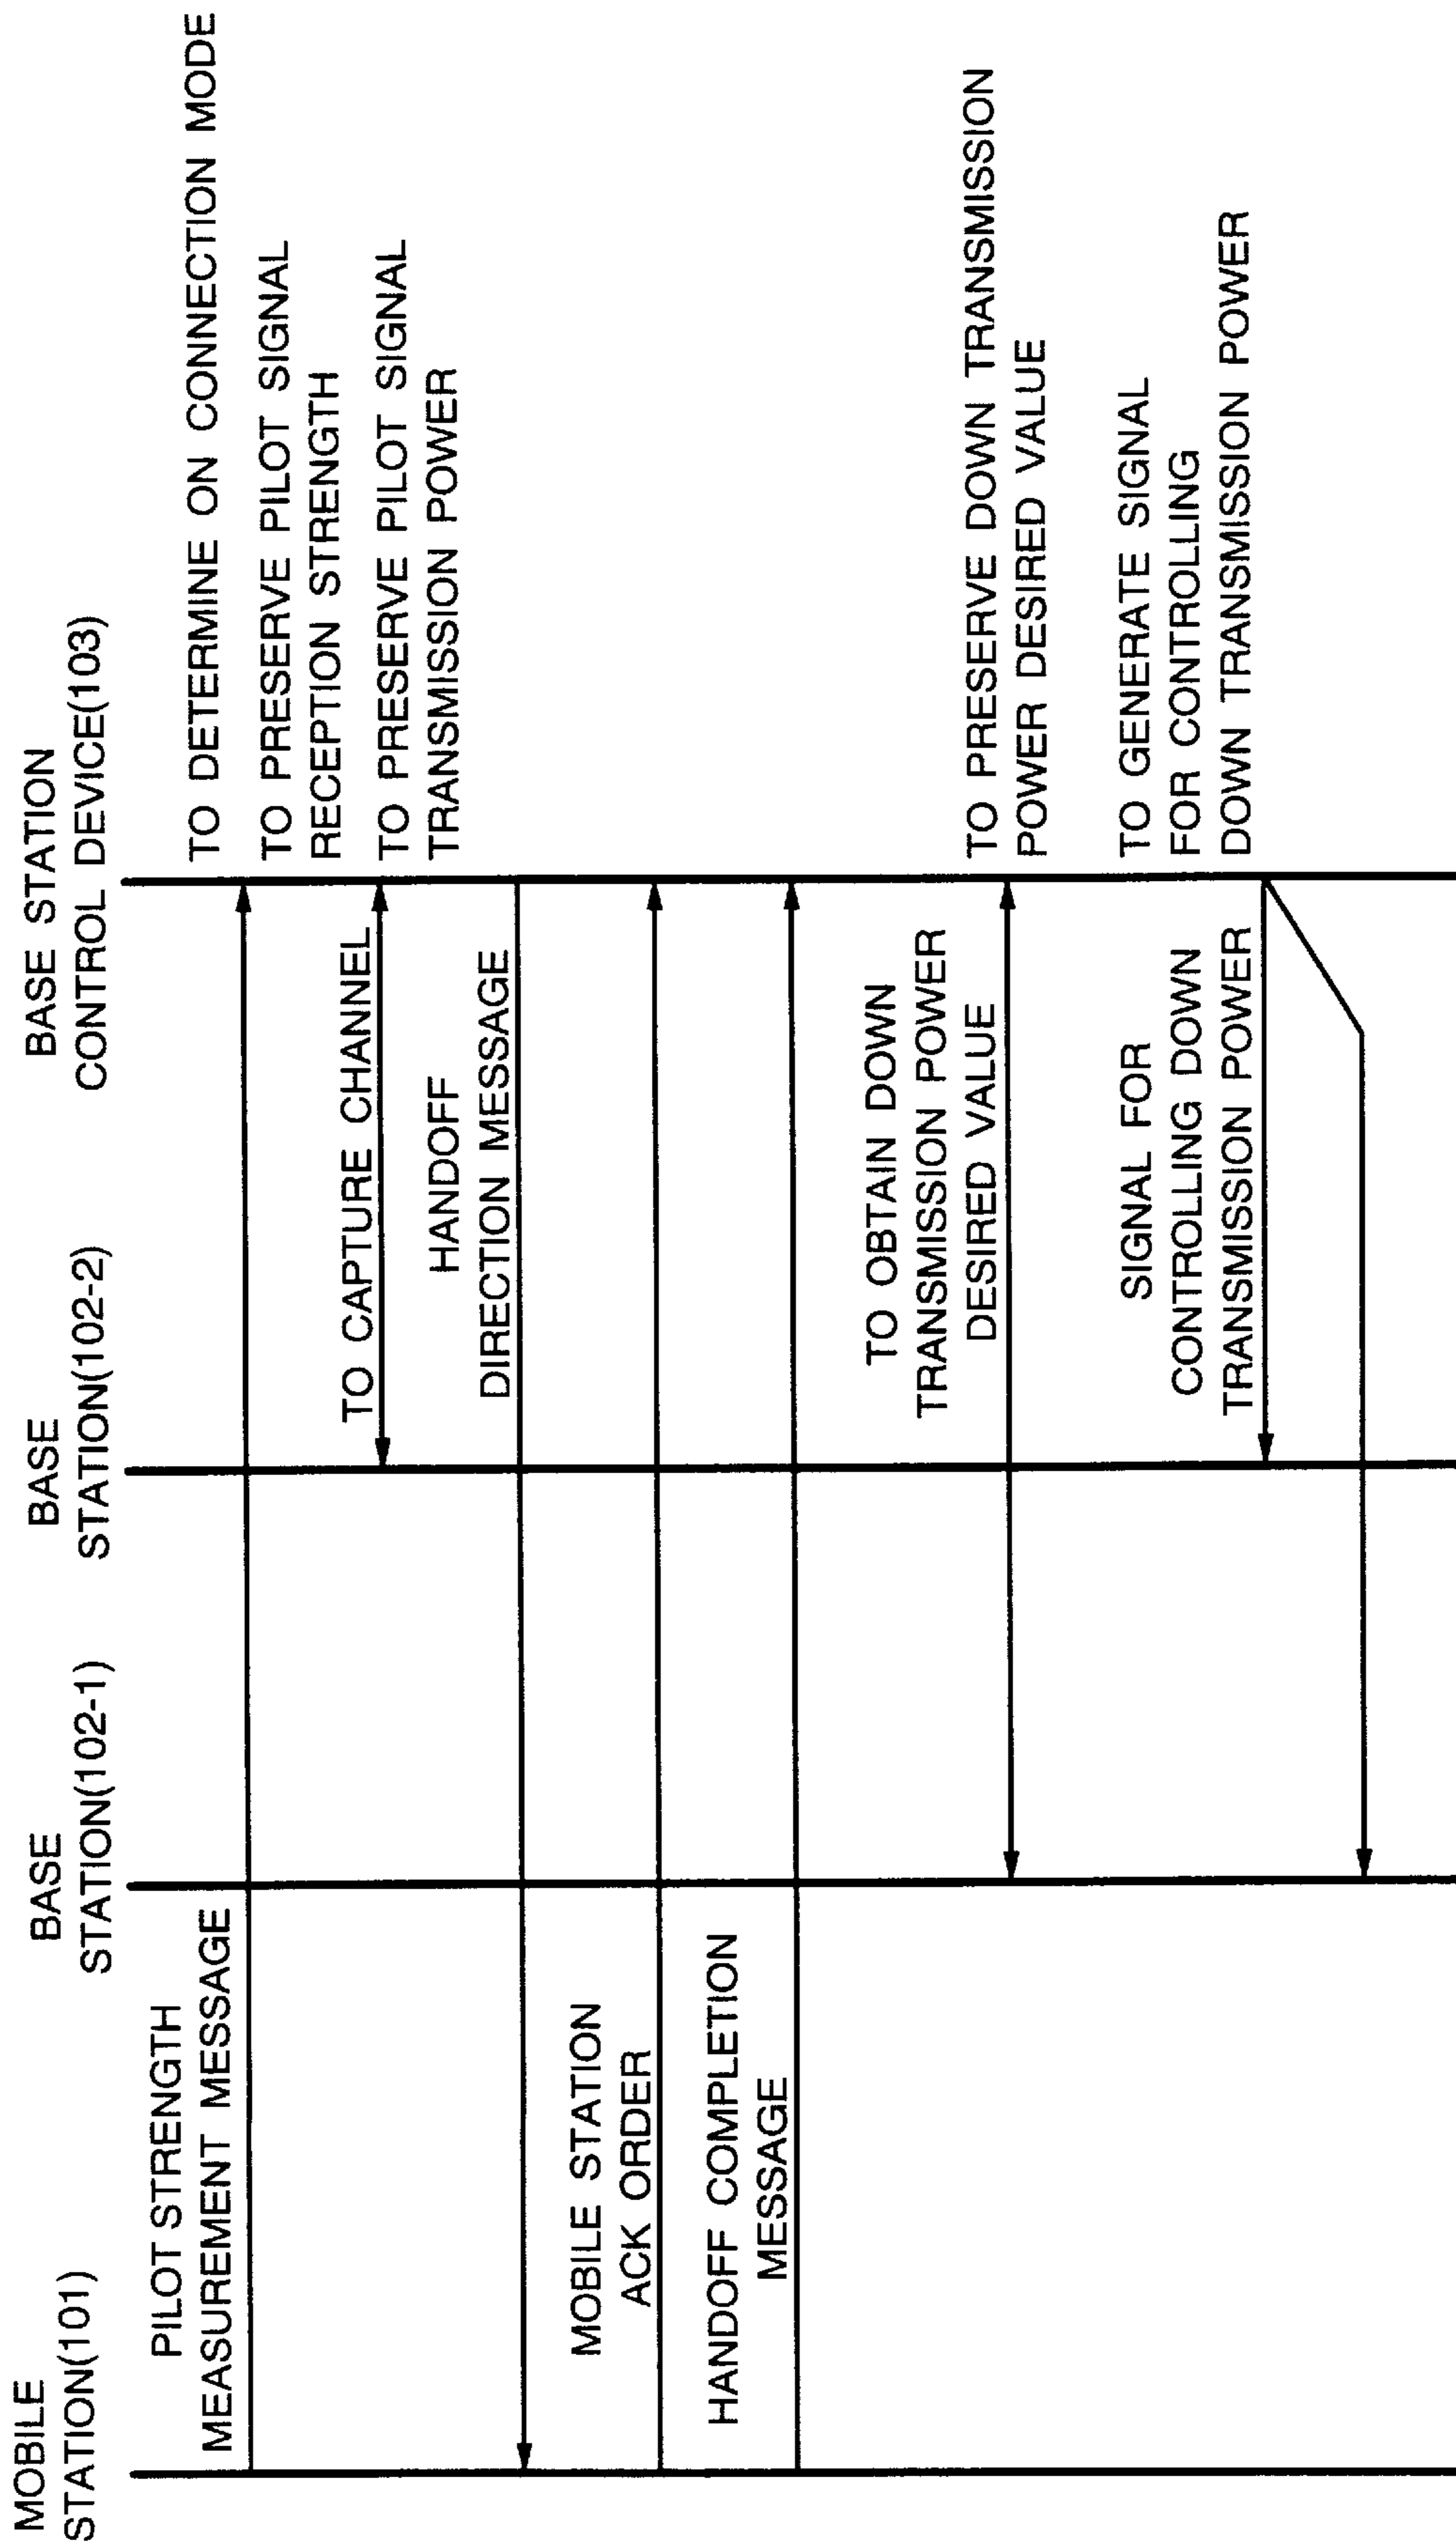 MOBILE
STATION(101)
BASE
STATION(102-1)
BASE
STATION(102-2)
BASE STATION
CONTROL DEVICE(103)
PILOT STRENGTH
MEASUREMENT MESSAGE
TO DETERMINE ON CONNECTION MODE
TO PRESERVE PILOT SIGNAL
RECEPTION STRENGTH
TO CAPTURE CHANNEL
TO PRESERVE PILOT SIGNAL
TRANSMISSION POWER
HANDOFF
DIRECTION MESSAGE
MOBILE STATION
ACK ORDER
HANDOFF COMPLETION
MESSAGE
TO OBTAIN DOWN
TRANSMISSION POWER
DESIRED VALUE
TO PRESERVE DOWN TRANSMISSION
POWER DESIRED VALUE
SIGNAL FOR
CONTROLLING DOWN
TRANSMISSION POWER
TO GENERATE SIGNAL
FOR CONTROLLING
DOWN TRANSMISSION POWER